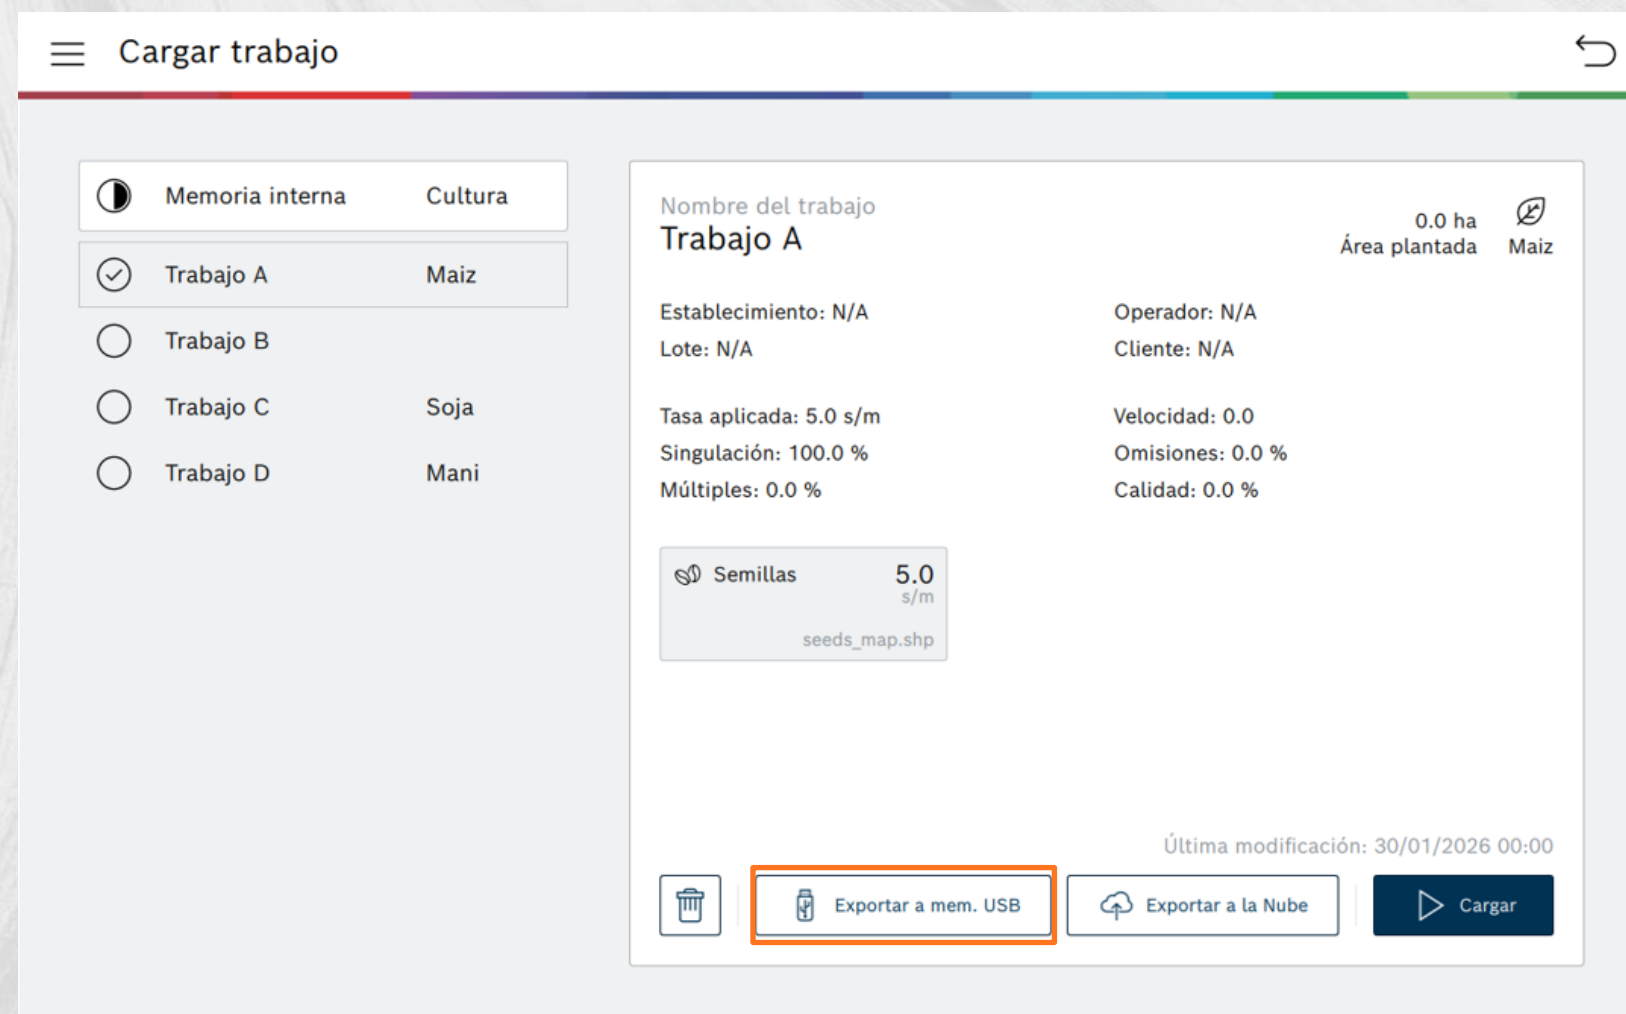 Cargar trabajo
Memoria interna Cultura
Trabajo A Maiz
Trabajo B
Trabajo C Soja
Trabajo D Mani
Nombre del trabajo
Trabajo A
0.0 ha
Área plantada Maiz
Establecimiento: N/A Operador: N/A
Lote: N/A Cliente: N/A
Tasa aplicada: 5.0 s/m Velocidad: 0.0
Singulación: 100.0 % Omisiones: 0.0 %
Múltiples: 0.0 % Calidad: 0.0 %
Semillas 5.0
s/m
seeds_map.shp
Última modificación: 30/01/2026 00:00
Exportar a mem. USB Exportar a la Nube Cargar